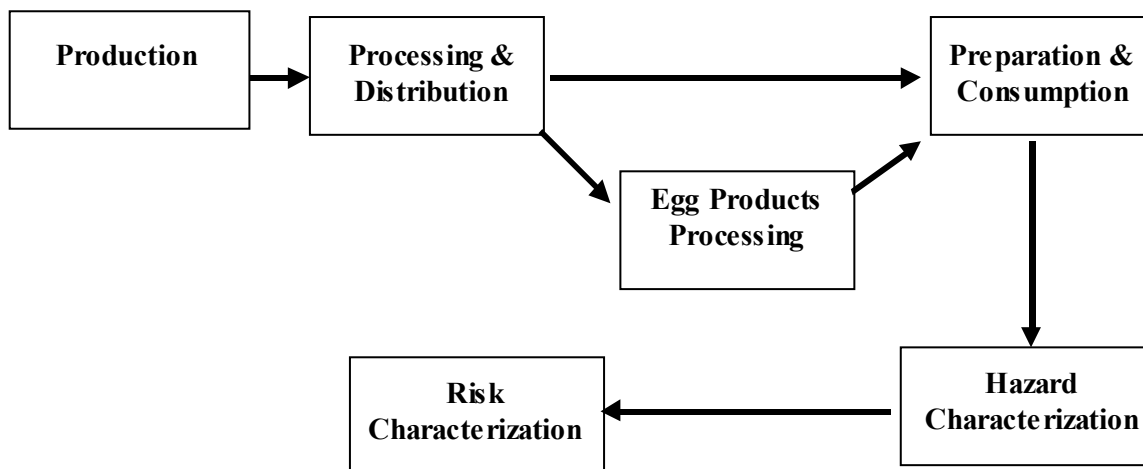 Production
Processing &
Distribution
Preparation &
Consumption
Egg Products
Processing
Hazard
Characterization
Risk
Characterization